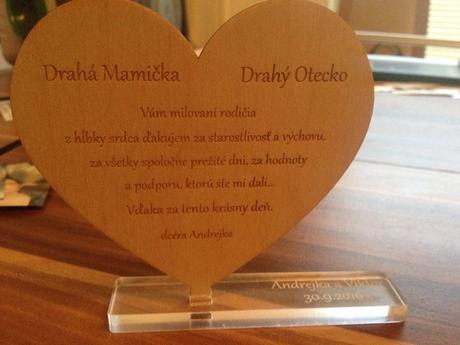 Drahá Mamička Drahý Otecko
Vám milovaní rodičia
z hĺbky srdca ďakujem za starostlivosť a výchovu,
za všetky spoločne prežité dni, za hodnoty
a podporu, ktorú ste mi dali...
Vďaka za tento krásny deň.
dcéra Andrejka
Andrejka a Viktor
30.9.2016